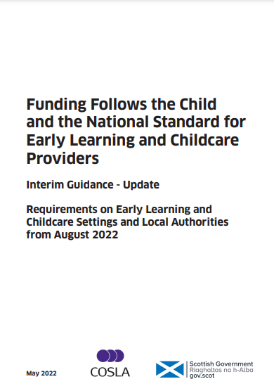 Funding Follows the Child
and the National Standard for
Early Learning and Childcare
Providers
Interim Guidance - Update
Requirements on Early Learning and
Childcare Settings and Local Authorities
from August 2022
May 2022
COSLA
Scottish Government
Riaghaltas na h-Alba
gov.scot